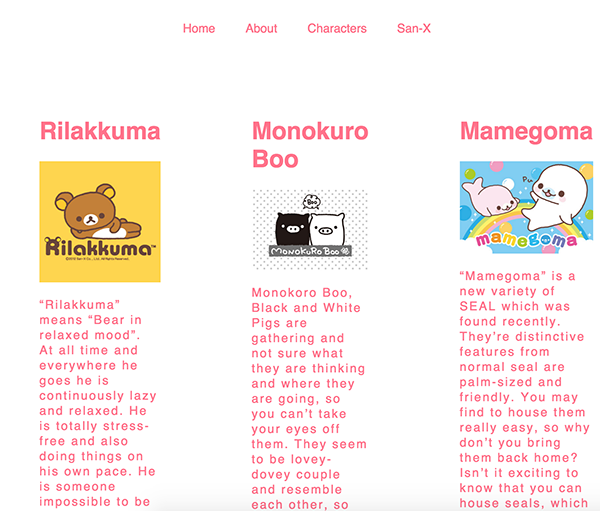 Home About Characters San-X
Rilakkuma
Rilakkuma™
“Rilakkuma”
means “Bear in
relaxed mood”.
At all time and
everywhere he
goes he is
continuously lazy
and relaxed. He
is totally stress-
free and also
doing things on
his own pace. He
is someone
impossible to be
Monokuro
Boo
Boo
MONOKURO BOO
Monokoro Boo,
Black and White
Pigs are
gathering and
not sure what
they are thinking
and where they
are going, so
you can’t take
your eyes off
them. They seem
to be lovey-
dovey couple
and resemble
each other, so
Mamegoma
mamegoma
“Mamegoma” is a
new variety of
SEAL which was
found recently.
They’re distinctive
features from
normal seal are
palm-sized and
friendly. You may
find to house them
really easy, so why
don’t you bring
them back home?
Isn’t it exciting to
know that you can
house seals, which